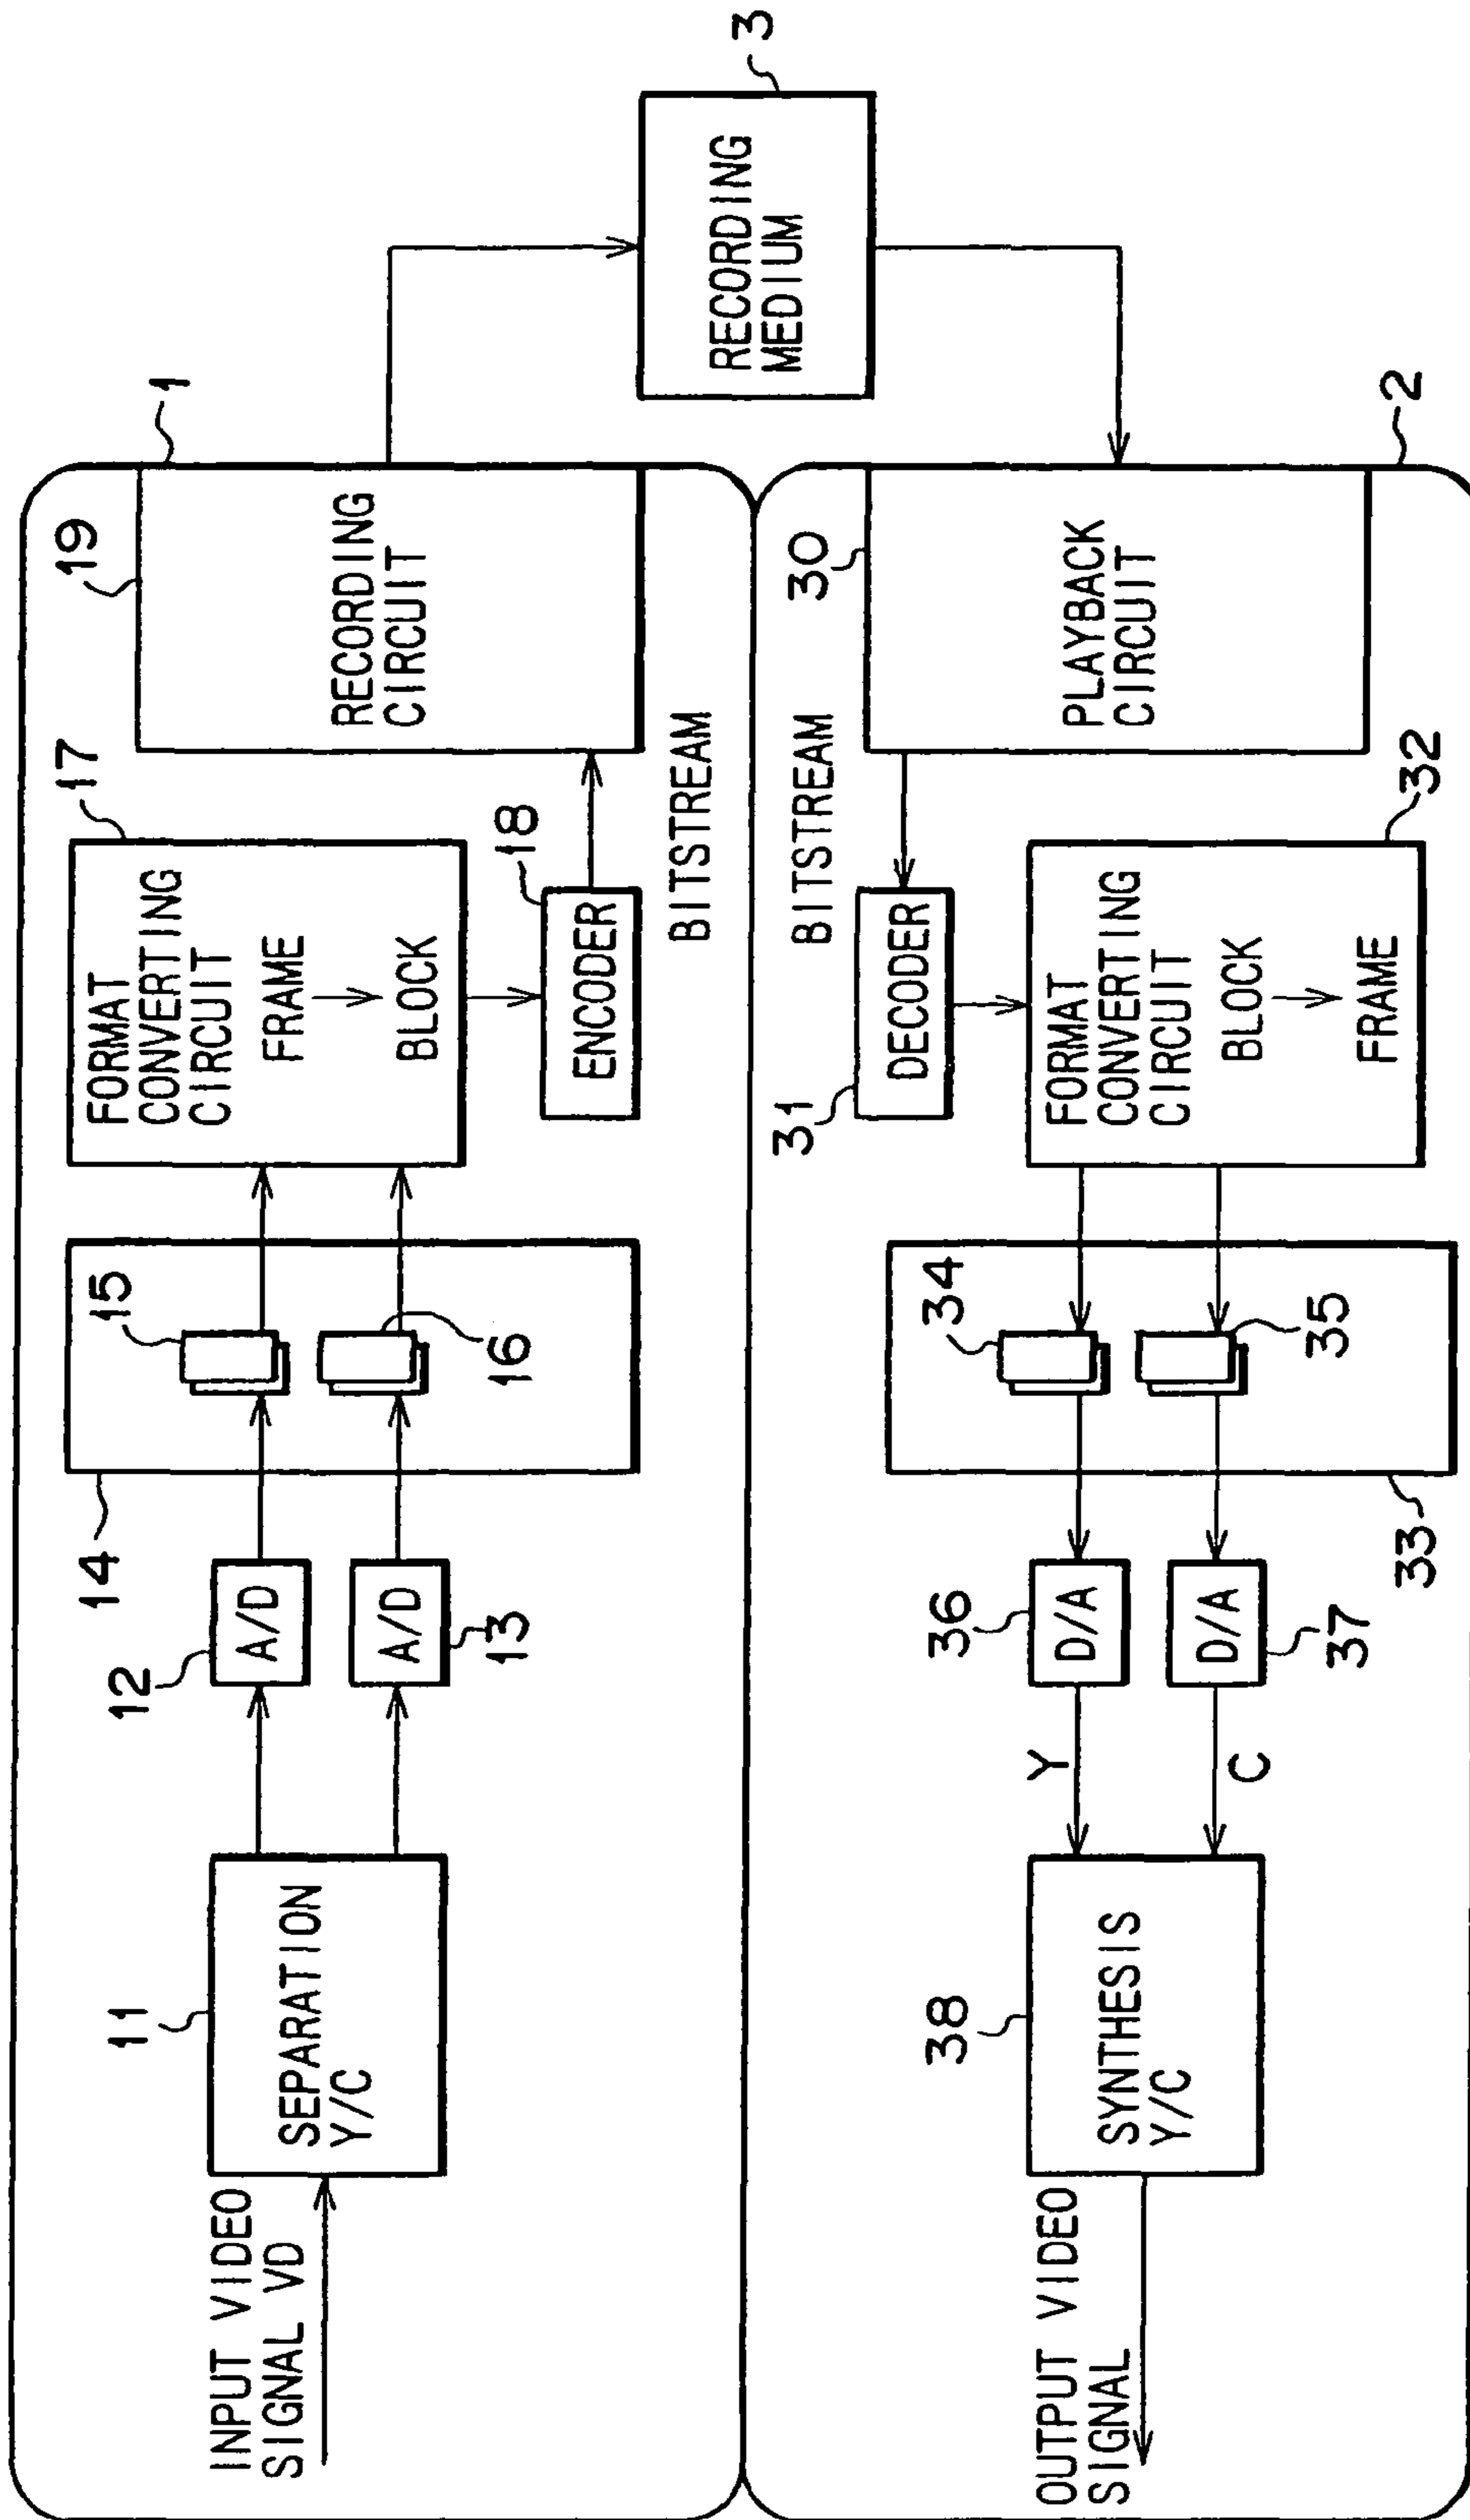 1
INPUT VIDEO
SIGNAL VD
11
SEPARATION
Y/C
12
A/D
A/D
13
14
15
16
17
FORMAT
CONVERTING
CIRCUIT
FRAME
BLOCK
18
ENCODER
19
RECORDING
CIRCUIT
BITSTREAM
3
RECORDING
MEDIUM
2
30
PLAYBACK
CIRCUIT
BITSTREAM
31
DECODER
32
FORMAT
CONVERTING
CIRCUIT
BLOCK
FRAME
33
34
35
36
D/A
D/A
37
Y
C
38
SYNTHESIS
Y/C
OUTPUT VIDEO
SIGNAL